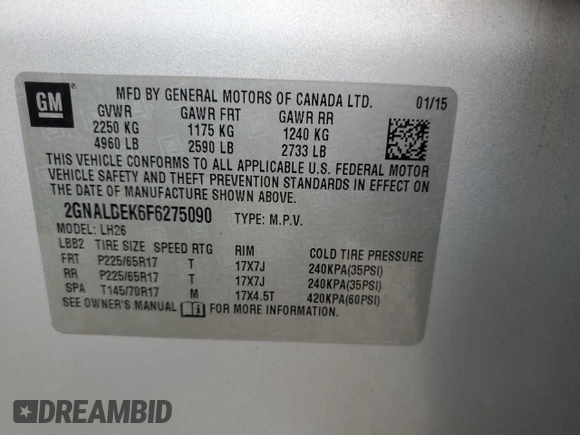 GM
MFD BY GENERAL MOTORS OF CANADA LTD. 01/15
GVWR GAWR FRT GAWR RR
2250 KG 1175 KG 1240 KG
4960 LB 2590 LB 2733 LB
THIS VEHICLE CONFORMS TO ALL APPLICABLE U.S. FEDERAL MOTOR
VEHICLE SAFETY AND THEFT PREVENTION STANDARDS IN EFFECT ON
THE DATE OF MANUFACTURE SHOWN ABOVE.
2GNALBEK6F6275090 TYPE: M.P.V.
MODEL: LH26
LBB2 TIRE SIZE SPEED RTG RIM COLD TIRE PRESSURE
FRT P225/65R17 T 17X7J 240KPA(35PSI)
RR P225/65R17 T 17X7J 240KPA(35PSI)
SPA T145/70R17 M 17X4.5T 420KPA(60PSI)
SEE OWNER'S MANUAL FOR MORE INFORMATION.
DREAMBID